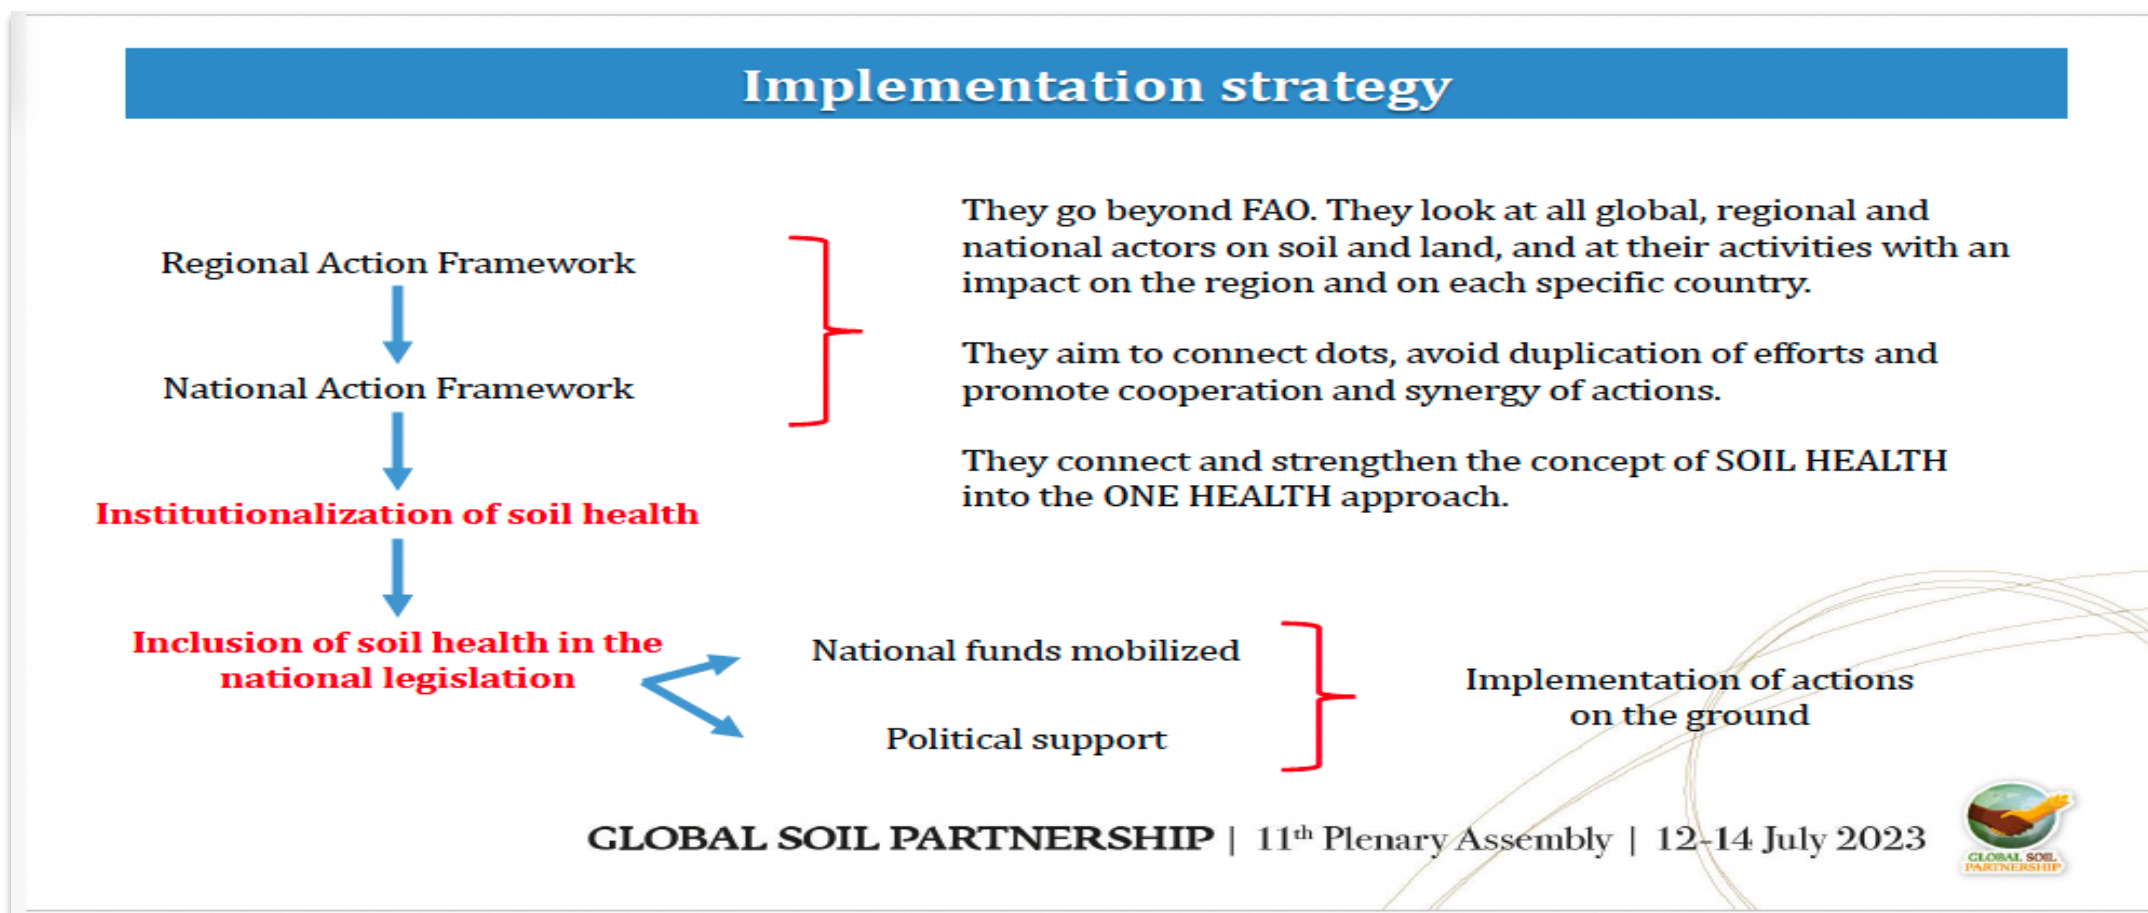 Implementation strategy
Regional Action Framework
National Action Framework
Institutionalization of soil health
Inclusion of soil health in the
national legislation
They go beyond FAO. They look at all global, regional and
national actors on soil and land, and at their activities with an
impact on the region and on each specific country.
They aim to connect dots, avoid duplication of efforts and
promote cooperation and synergy of actions.
They connect and strengthen the concept of SOIL HEALTH
into the ONE HEALTH approach.
National funds mobilized
Political support
Implementation of actions
on the ground
GLOBAL SOIL PARTNERSHIP | 11th Plenary Assembly | 12-14 July 2023
GLOBAL SOIL
PARTNERSHIP